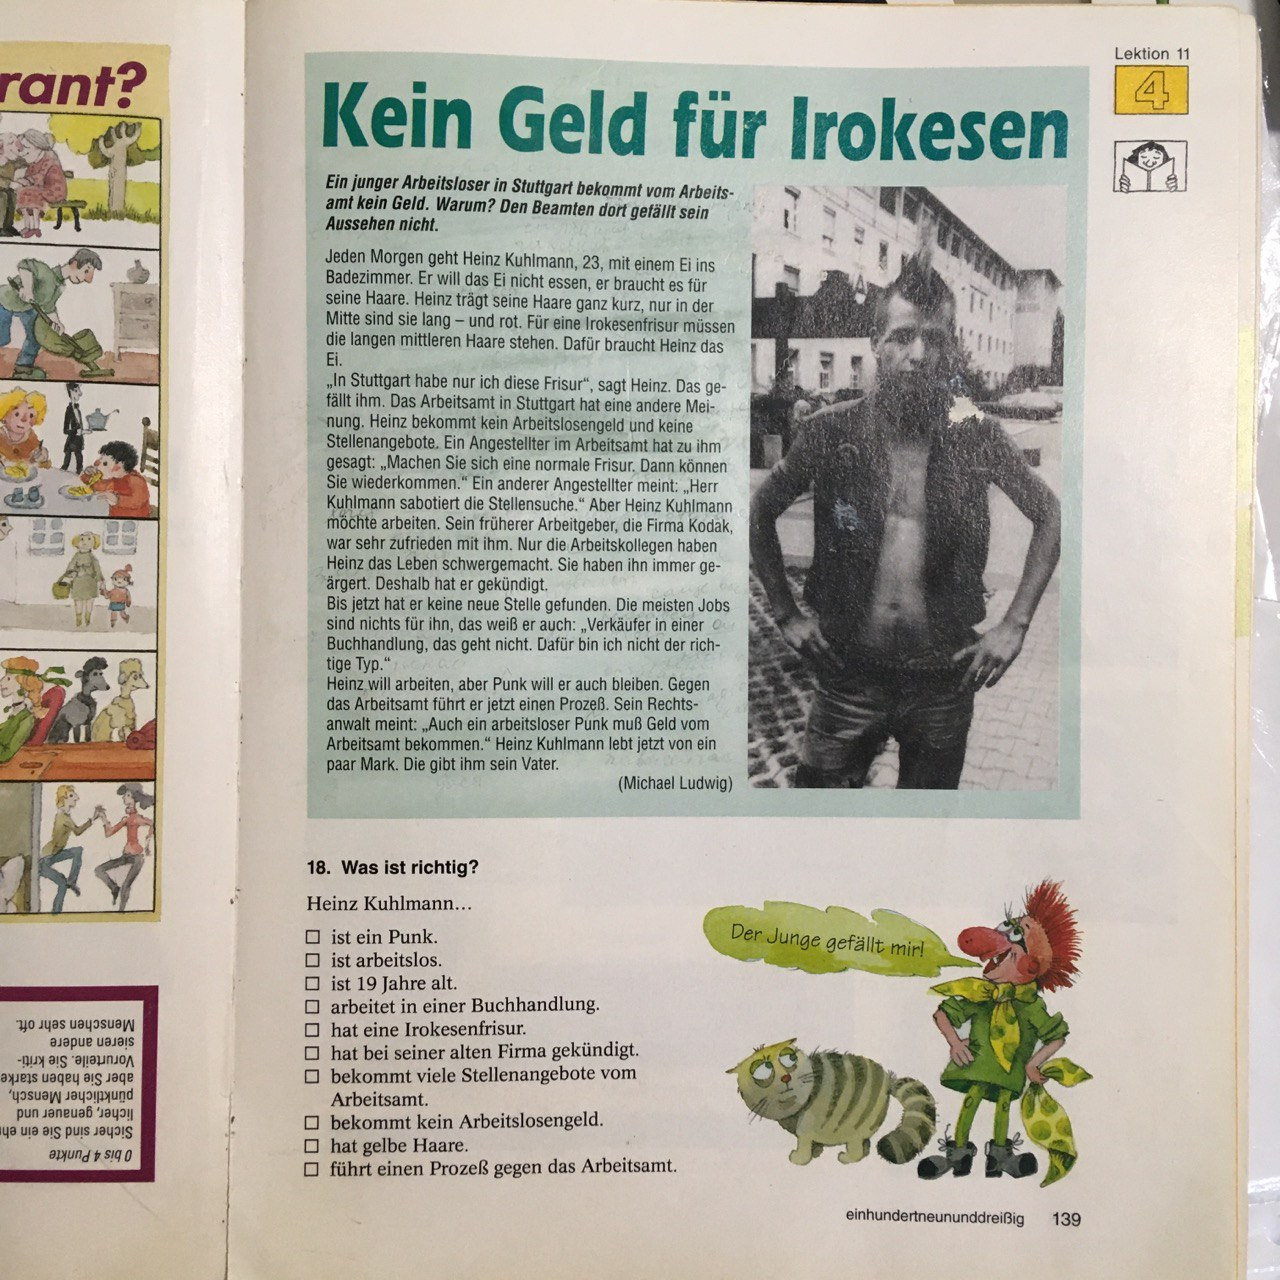 rant?
Sicher sind Sie ein
licher, genauer und
pünktlicher Mensch,
aber Sie haben starke
Vorurteile. Sie kriti-
sieren andere
Menschen sehr oft.
0 bis 4 Punkte
Lektion 11
4
Kein Geld für Irokesen
Ein junger Arbeitsloser in Stuttgart bekommt vom Arbeits-
amt kein Geld. Warum? Den Beamten dort gefällt sein
Aussehen nicht.
Jeden Morgen geht Heinz Kuhlmann, 23, mit einem Ei ins
Badezimmer. Er will das Ei nicht essen, er braucht es für
seine Haare. Heinz trägt seine Haare ganz kurz, nur in der
Mitte sind sie lang – und rot. Für eine Irokesenfrisur müssen
die langen mittleren Haare stehen. Dafür braucht Heinz das
Ei.
„In Stuttgart habe nur ich diese Frisur“, sagt Heinz. Das ge-
fällt ihm. Das Arbeitsamt in Stuttgart hat eine andere Mei-
nung. Heinz bekommt kein Arbeitslosengeld und keine
Stellenangebote. Ein Angestellter im Arbeitsamt hat zu ihm
gesagt: „Machen Sie sich eine normale Frisur. Dann können
Sie wiederkommen.“ Ein anderer Angestellter meint: „Herr
Kuhlmann sabotiert die Stellensuche.“ Aber Heinz Kuhlmann
möchte arbeiten. Sein früherer Arbeitgeber, die Firma Kodak,
war sehr zufrieden mit ihm. Nur die Arbeitskollegen haben
Heinz das Leben schwergemacht. Sie haben ihn immer ge-
ärgert. Deshalb hat er gekündigt.
Bis jetzt hat er keine neue Stelle gefunden. Die meisten Jobs
sind nichts für ihn, das weiß er auch: „Verkäufer in einer
Buchhandlung, das geht nicht. Dafür bin ich nicht der rich-
tige Typ.“
Heinz will arbeiten, aber Punk will er auch bleiben. Gegen
das Arbeitsamt führt er jetzt einen Prozeß. Sein Rechts-
anwalt meint: „Auch ein arbeitsloser Punk muß Geld vom
Arbeitsamt bekommen.“ Heinz Kuhlmann lebt jetzt von ein
paar Mark. Die gibt ihm sein Vater.
(Michael Ludwig)
18. Was ist richtig?
Heinz Kuhlmann…
☐ ist ein Punk.
☐ ist arbeitslos.
☐ ist 19 Jahre alt.
☐ arbeitet in einer Buchhandlung.
☐ hat eine Irokesenfrisur.
☐ hat bei seiner alten Firma gekündigt.
☐ bekommt viele Stellenangebote vom
Arbeitsamt.
☐ bekommt kein Arbeitslosengeld.
☐ hat gelbe Haare.
☐ führt einen Prozeß gegen das Arbeitsamt.
Der Junge gefällt mir!
einhundertneununddreißig 139